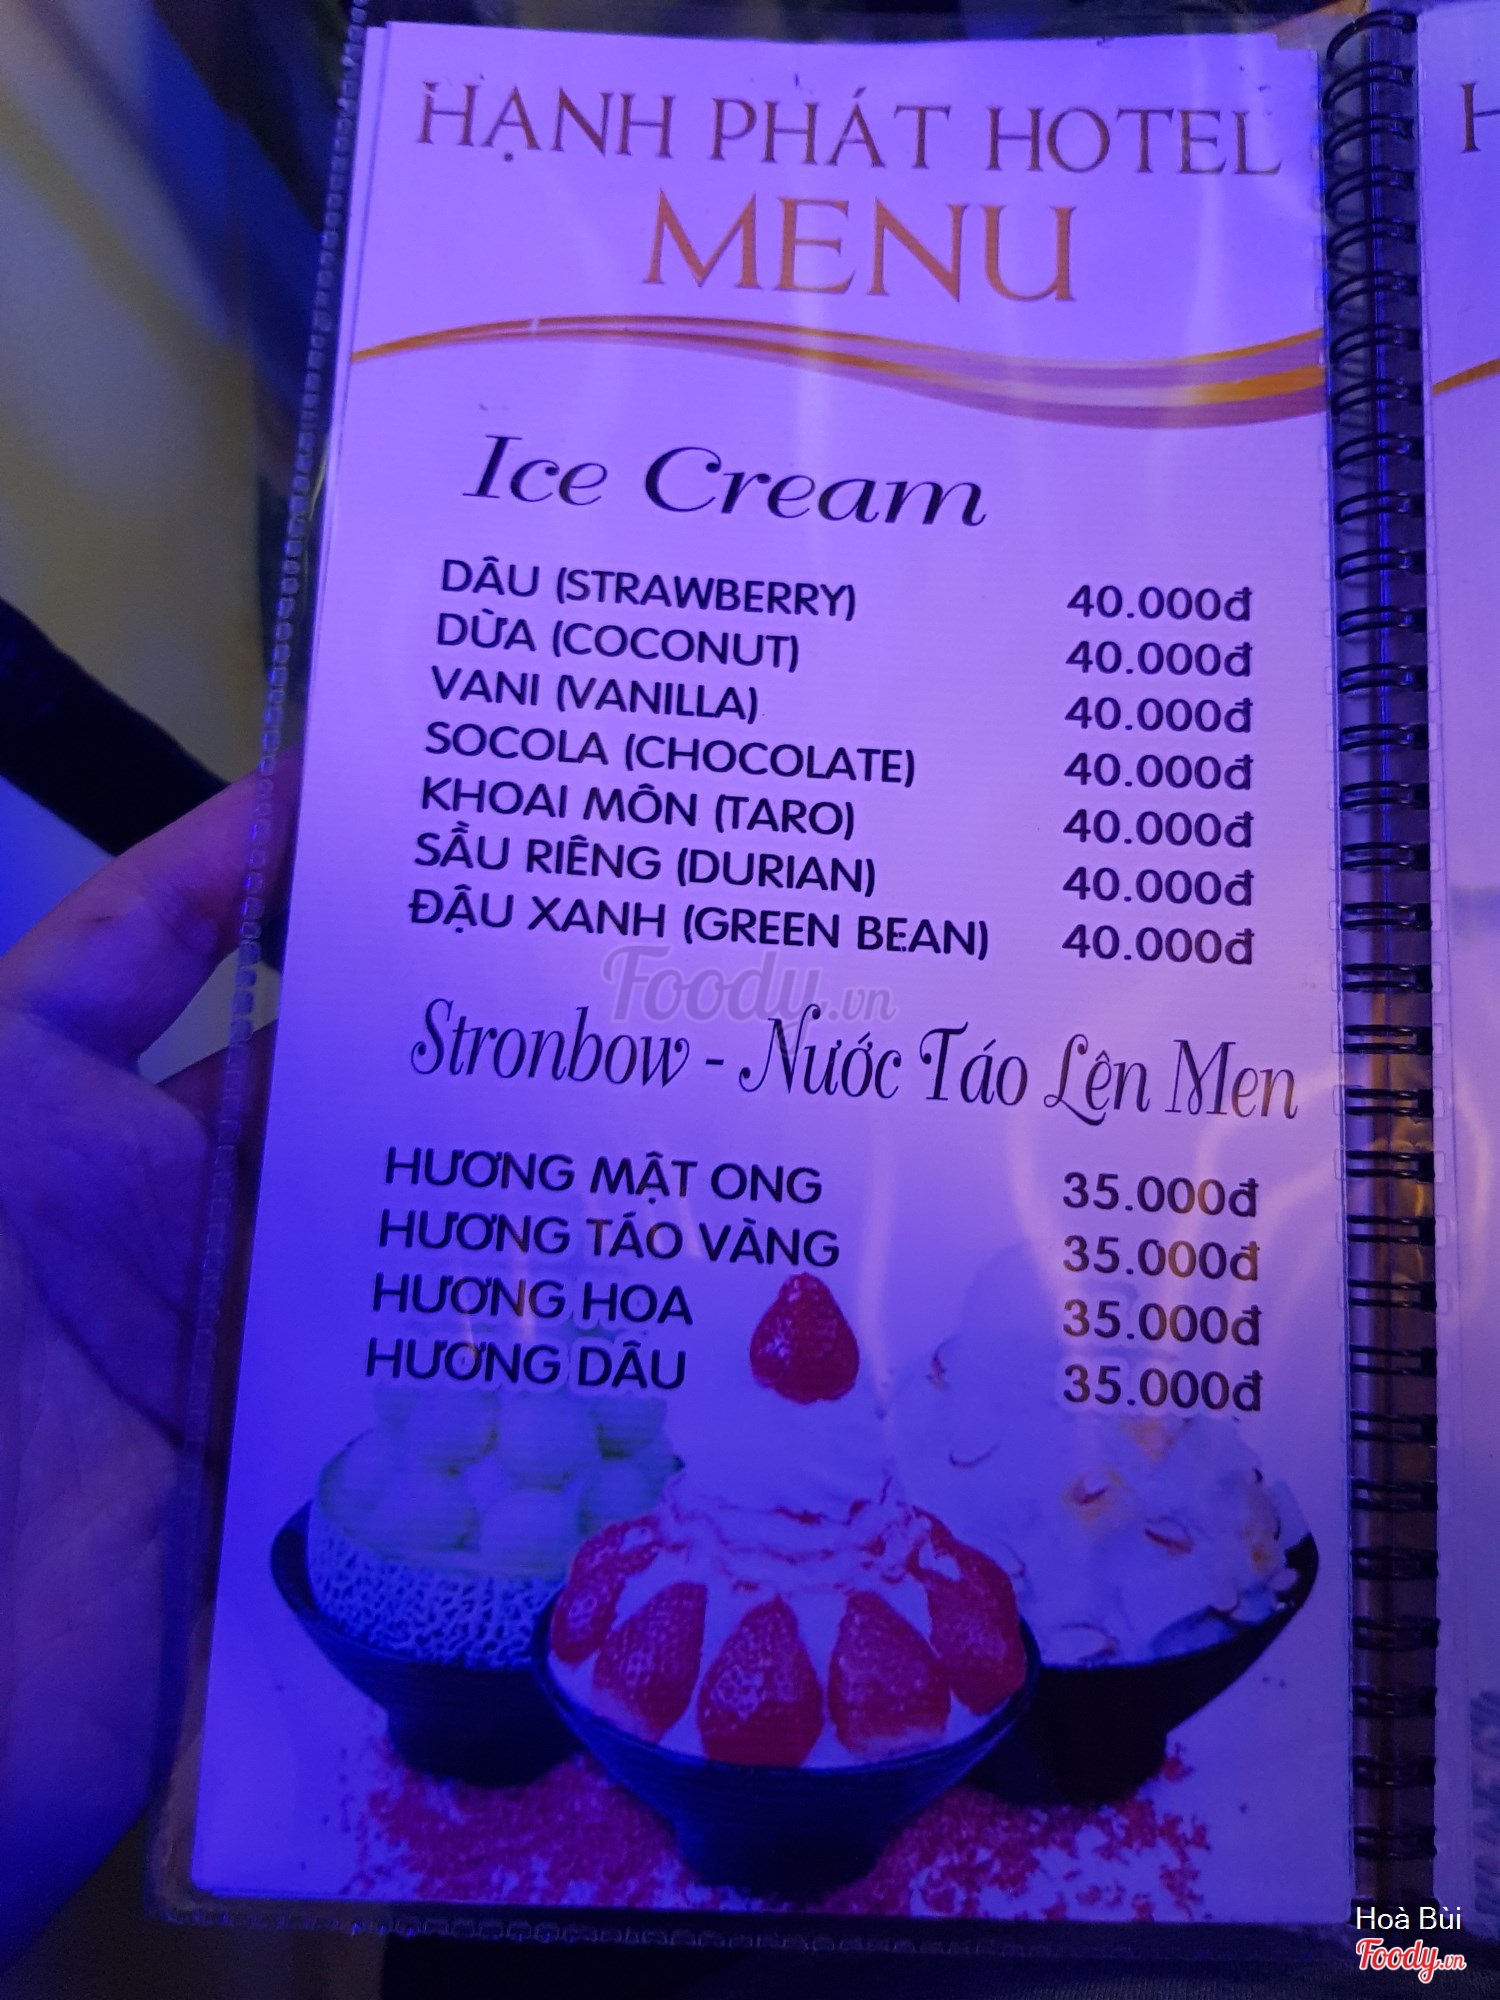 HẠNH PHÁT HOTEL
MENU
Ice Cream
DÂU (STRAWBERRY) 40.000đ
DỪA (COCONUT) 40.000đ
VANI (VANILLA) 40.000đ
SOCOLA (CHOCOLATE) 40.000đ
KHOAI MÔN (TARO) 40.000đ
SẦU RIÊNG (DURIAN) 40.000đ
ĐẬU XANH (GREEN BEAN) 40.000đ
Foody.vn
Stronbow - Nước Táo Lên Men
HƯƠNG MẬT ONG 35.000đ
HƯƠNG TÁO VÀNG 35.000đ
HƯƠNG HOA 35.000đ
HƯƠNG DÂU 35.000đ
Hoà Bùi
Foody.vn